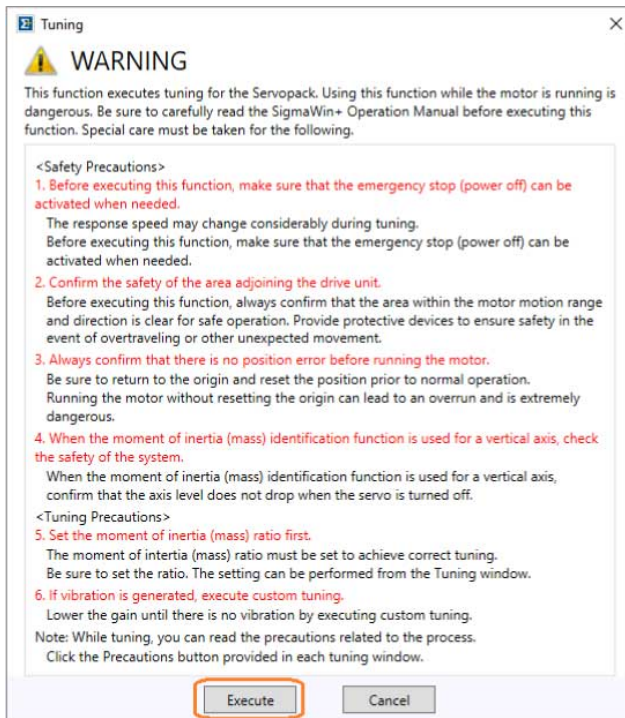 Tuning
WARNING
This function executes tuning for the Servopack. Using this function while the motor is running is
dangerous. Be sure to carefully read the SigmaWin+ Operation Manual before executing this
function. Special care must be taken for the following.
<Safety Precautions>
1. Before executing this function, make sure that the emergency stop (power off) can be
activated when needed.
The response speed may change considerably during tuning.
Before executing this function, make sure that the emergency stop (power off) can be
activated when needed.
2. Confirm the safety of the area adjoining the drive unit.
Before executing this function, always confirm that the area within the motor motion range
and direction is clear for safe operation. Provide protective devices to ensure safety in the
event of overtraveling or other unexpected movement.
3. Always confirm that there is no position error before running the motor.
Be sure to return to the origin and reset the position prior to normal operation.
Running the motor without resetting the origin can lead to an overrun and is extremely
dangerous.
4. When the moment of inertia (mass) identification function is used for a vertical axis, check
the safety of the system.
When the moment of inertia (mass) identification function is used for a vertical axis,
confirm that the axis level does not drop when the servo is turned off.
<Tuning Precautions>
5. Set the moment of inertia (mass) ratio first.
The moment of intertia (mass) ratio must be set to achieve correct tuning.
Be sure to set the ratio. The setting can be performed from the Tuning window.
6. If vibration is generated, execute custom tuning.
Lower the gain until there is no vibration by executing custom tuning.
Note: While tuning, you can read the precautions related to the process.
Click the Precautions button provided in each tuning window.
Execute Cancel